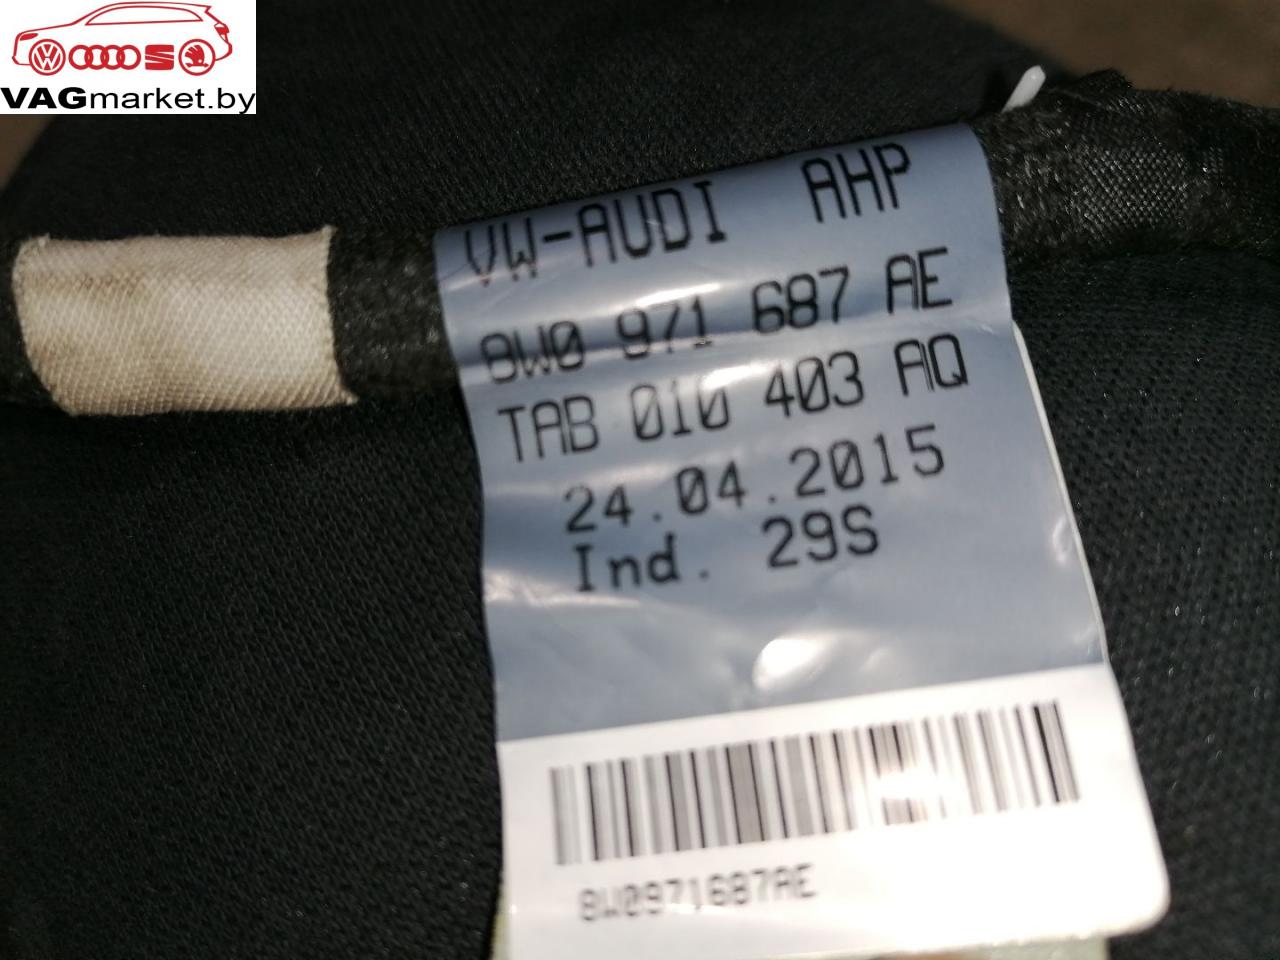 VAGmarket.by
VW-AUDI AHP
8W0 971 687 AE
TAB 010 403 AQ
24.04.2015
Ind. 29S
8W0971687AE